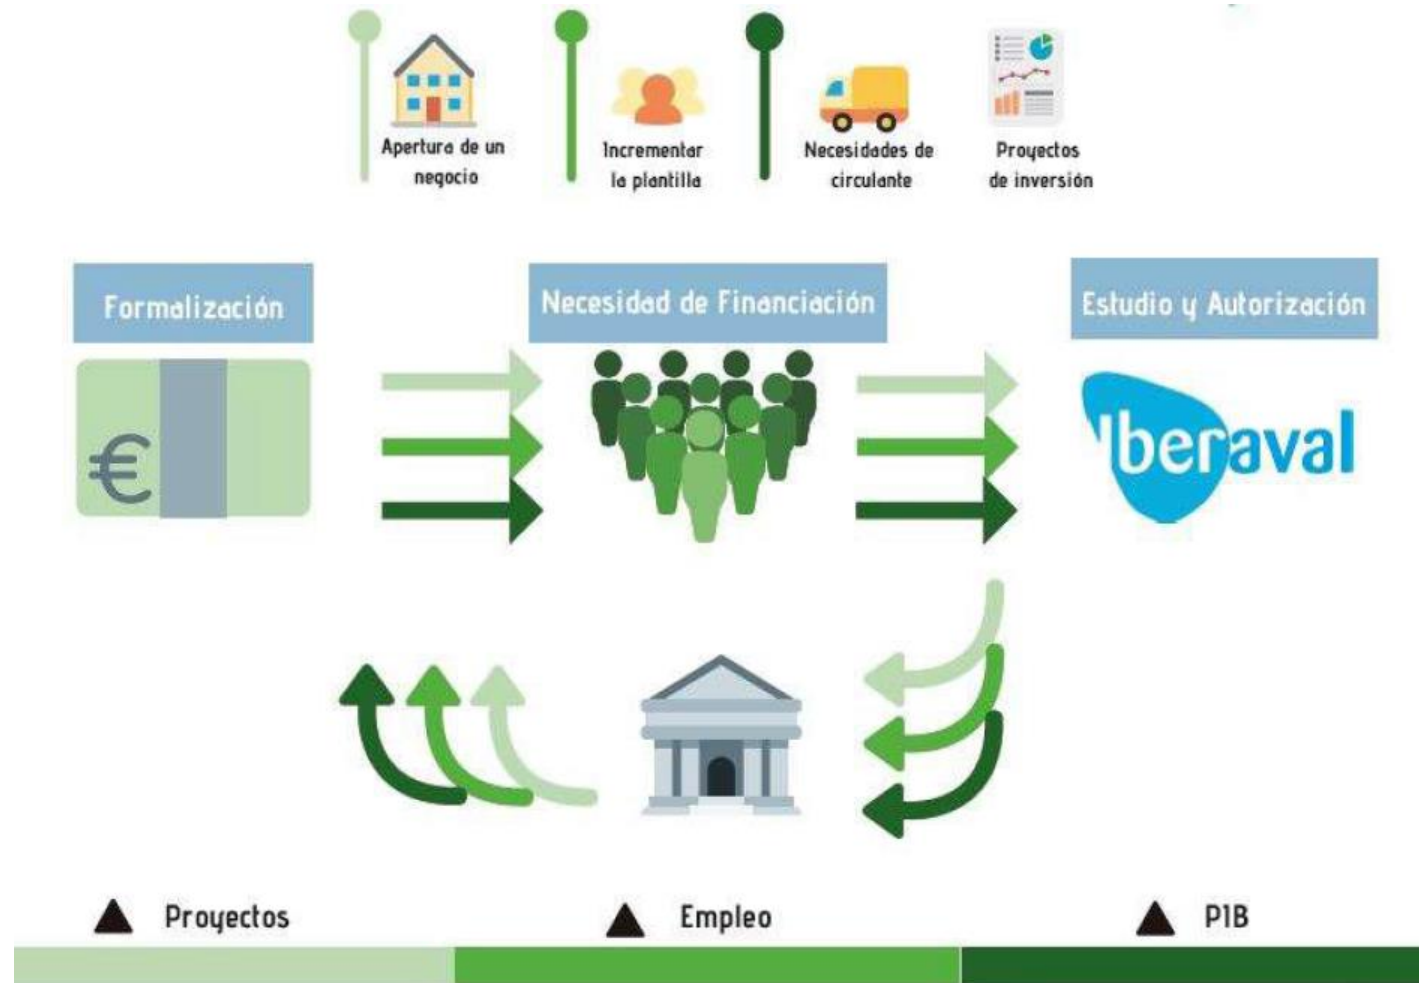 Apertura de un
negocio
Incrementar
la plantilla
Necesidades de
circulante
Proyectos
de inversión
Formalización
Necesidad de Financiación
Estudio y Autorización
€
Iberaval
Proyectos
Empleo
PIB